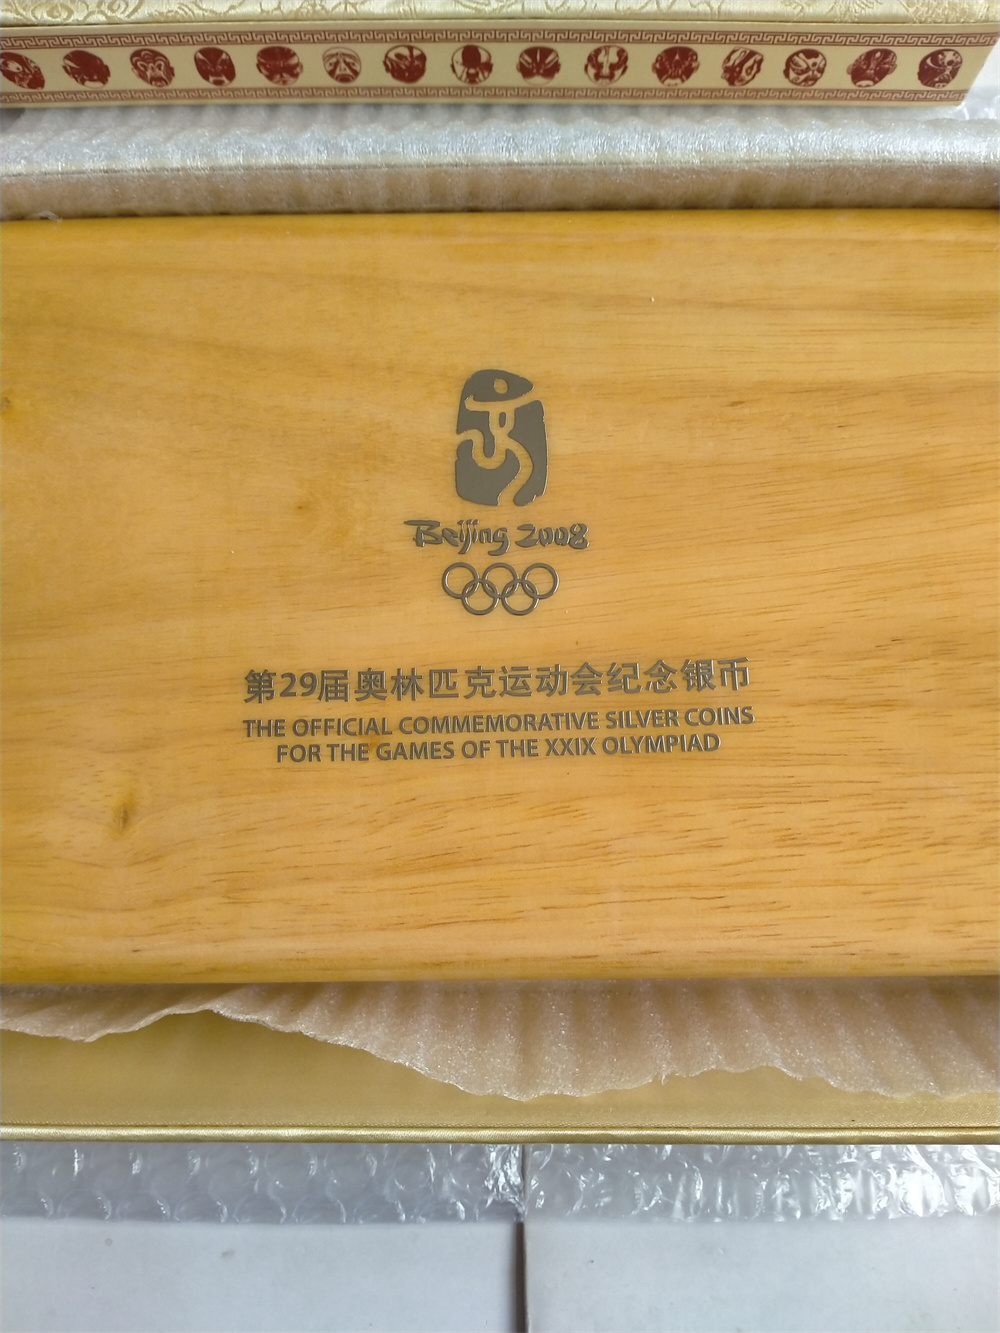 Beijing 2008
第29届奥林匹克运动会纪念银币
THE OFFICIAL COMMEMORATIVE SILVER COINS
FOR THE GAMES OF THE XXIX OLYMPIAD